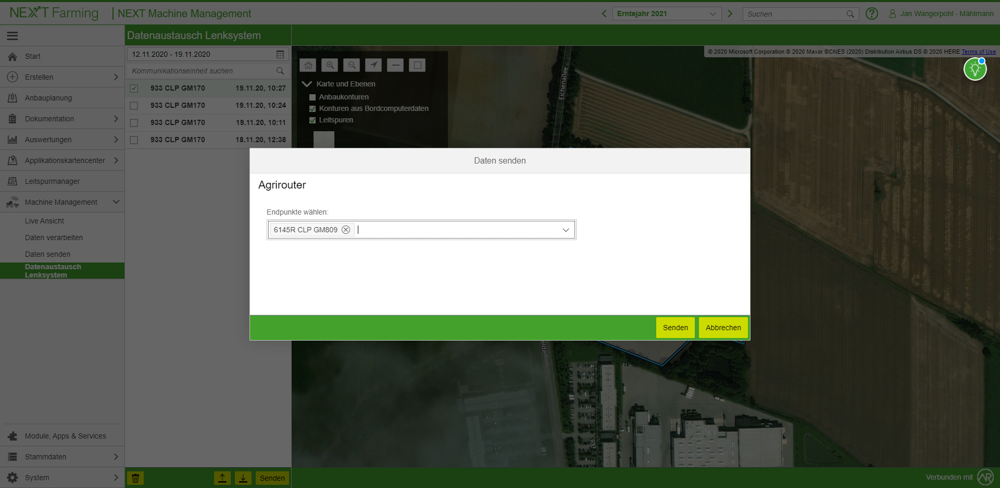 NEXT Farming | NEXT Machine Management
Erntejahr 2021
Suchen
Jan Wangerpohl - Mählmann
Start
Erstellen
Anbauplanung
Dokumentation
Auswertungen
Applikationskartencenter
Leitspurmanager
Machine Management
Live Ansicht
Daten verarbeiten
Daten senden
Datenaustausch
Lenksystem
Module, Apps & Services
Stammdaten
System
Datenaustausch Lenksystem
12.11.2020 - 19.11.2020
Kommunikationseinheit suchen
933 CLP GM170 19.11.20, 10:27
933 CLP GM170 19.11.20, 10:24
933 CLP GM170 19.11.20, 10:11
933 CLP GM170 18.11.20, 12:38
Senden
© 2020 Microsoft Corporation © 2020 Maxar ©CNES (2020) Distribution Airbus DS © 2020 HERE Terms of Use
Karte und Ebenen
Anbaukonturen
Konturen aus Bordcomputerdaten
Leitspuren
Eichenallee
Daten senden
Agrirouter
Endpunkte wählen:
6145R CLP GM809
Senden Abbrechen
elde
Verbunden mit AR